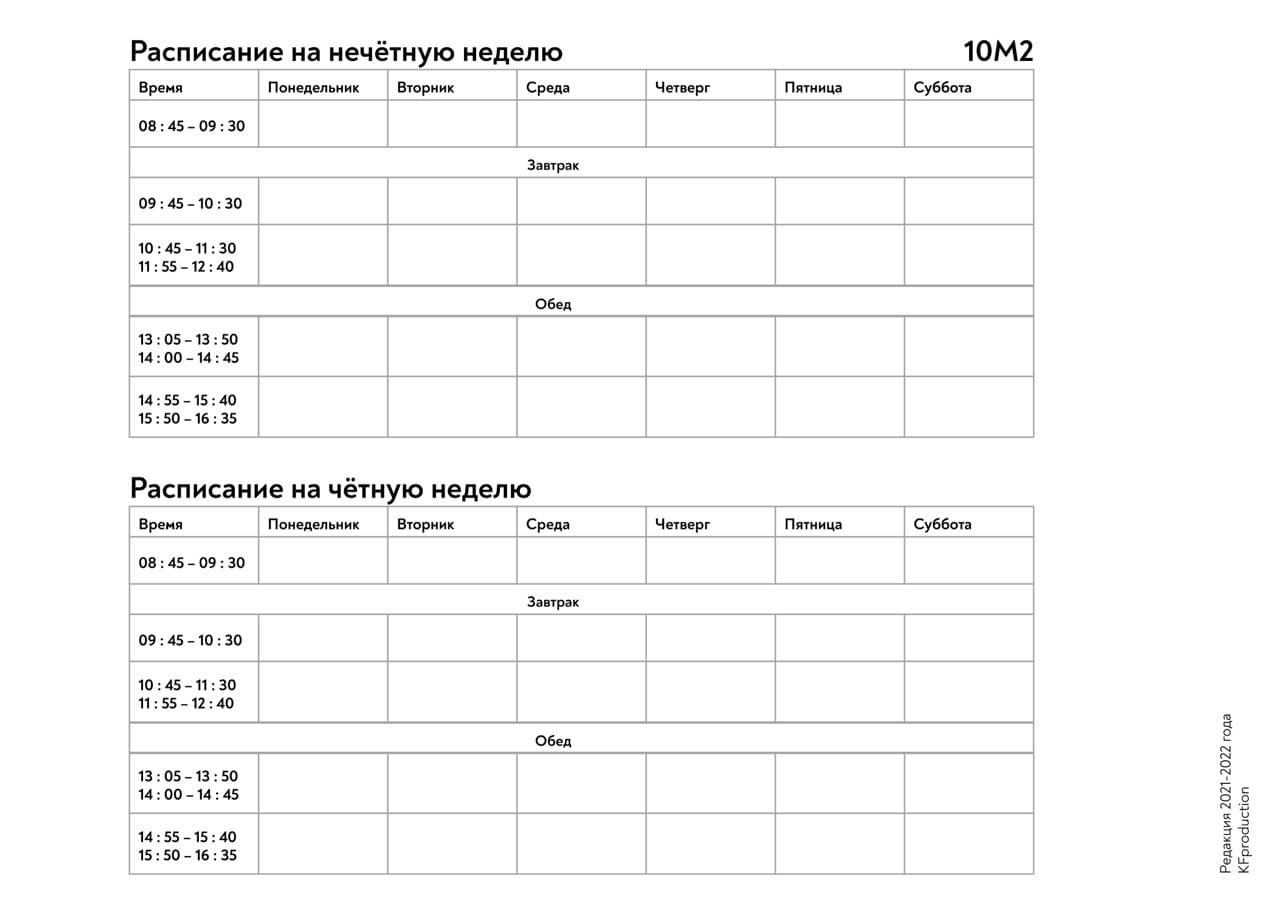 Расписание на нечётную неделю 10М2
Время Понедельник Вторник Среда Четверг Пятница Суббота
08 : 45 – 09 : 30
Завтрак
09 : 45 – 10 : 30
10 : 45 – 11 : 30
11 : 55 – 12 : 40
Обед
13 : 05 – 13 : 50
14 : 00 – 14 : 45
14 : 55 – 15 : 40
15 : 50 – 16 : 35
Расписание на чётную неделю
Время Понедельник Вторник Среда Четверг Пятница Суббота
08 : 45 – 09 : 30
Завтрак
09 : 45 – 10 : 30
10 : 45 – 11 : 30
11 : 55 – 12 : 40
Обед
13 : 05 – 13 : 50
14 : 00 – 14 : 45
14 : 55 – 15 : 40
15 : 50 – 16 : 35
Редакция 2021-2022 года
KFproduction